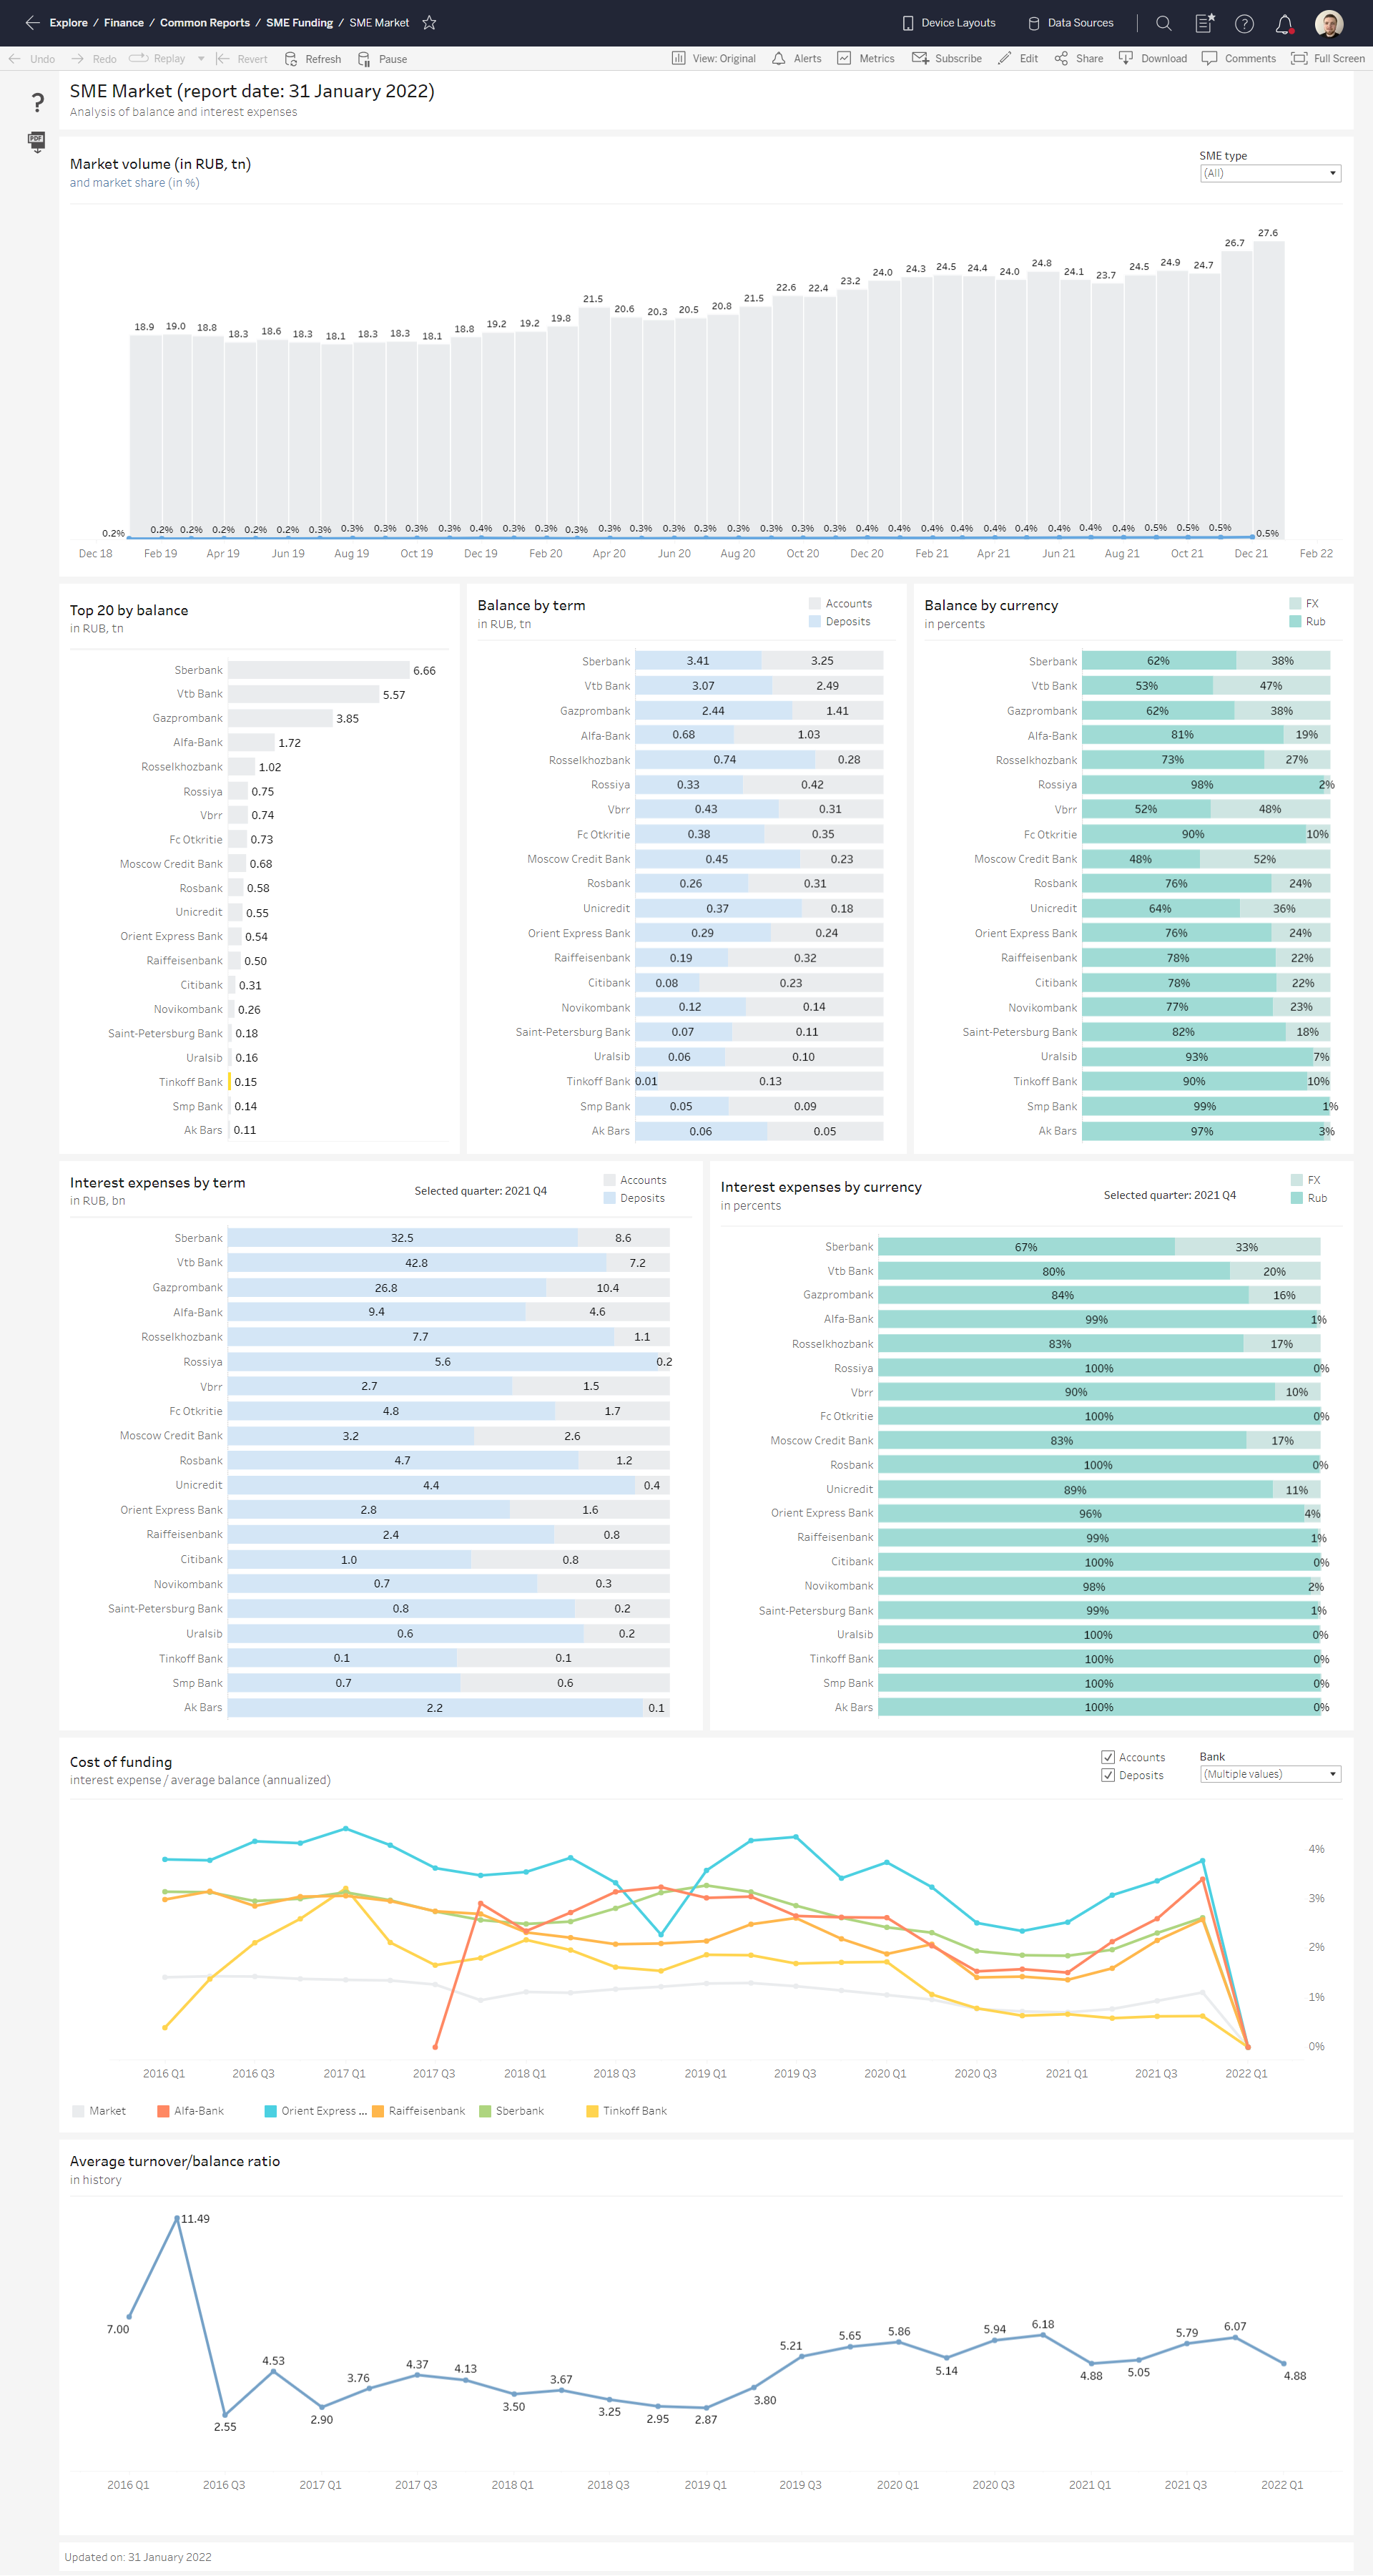 Explore / Finance / Common Reports / SME Funding / SME Market
Device Layouts
Data Sources
Undo
Redo
Replay
Revert
Refresh
Pause
View: Original
Alerts
Metrics
Subscribe
Edit
Share
Download
Comments
Full Screen
?
PDF
SME Market (report date: 31 January 2022)
Analysis of balance and interest expenses
Market volume (in RUB, tn)
and market share (in %)
SME type
(All)
18.9 19.0 18.8 18.3 18.6 18.3 18.1 18.3 18.3 18.1 18.8 19.2 19.2 19.8 21.5 20.6 20.3 20.5 20.8 21.5 22.6 22.4 23.2 24.0 24.3 24.5 24.4 24.0 24.8 24.1 23.7 24.5 24.9 24.7 26.7 27.6
0.2% 0.2% 0.2% 0.2% 0.2% 0.2% 0.3% 0.3% 0.3% 0.3% 0.3% 0.4% 0.3% 0.3% 0.3% 0.3% 0.3% 0.3% 0.3% 0.3% 0.3% 0.3% 0.3% 0.4% 0.4% 0.4% 0.4% 0.4% 0.4% 0.4% 0.4% 0.4% 0.5% 0.5% 0.5% 0.5%
Dec 18 Feb 19 Apr 19 Jun 19 Aug 19 Oct 19 Dec 19 Feb 20 Apr 20 Jun 20 Aug 20 Oct 20 Dec 20 Feb 21 Apr 21 Jun 21 Aug 21 Oct 21 Dec 21 Feb 22
Top 20 by balance
in RUB, tn
Sberbank 6.66
Vtb Bank 5.57
Gazprombank 3.85
Alfa-Bank 1.72
Rosselkhozbank 1.02
Rossiya 0.75
Vbrr 0.74
Fc Otkritie 0.73
Moscow Credit Bank 0.68
Rosbank 0.58
Unicredit 0.55
Orient Express Bank 0.54
Raiffeisenbank 0.50
Citibank 0.31
Novikombank 0.26
Saint-Petersburg Bank 0.18
Uralsib 0.16
Tinkoff Bank 0.15
Smp Bank 0.14
Ak Bars 0.11
Balance by term
in RUB, tn
Accounts
Deposits
Sberbank 3.41 3.25
Vtb Bank 3.07 2.49
Gazprombank 2.44 1.41
Alfa-Bank 0.68 1.03
Rosselkhozbank 0.74 0.28
Rossiya 0.33 0.42
Vbrr 0.43 0.31
Fc Otkritie 0.38 0.35
Moscow Credit Bank 0.45 0.23
Rosbank 0.26 0.31
Unicredit 0.37 0.18
Orient Express Bank 0.29 0.24
Raiffeisenbank 0.19 0.32
Citibank 0.08 0.23
Novikombank 0.12 0.14
Saint-Petersburg Bank 0.07 0.11
Uralsib 0.06 0.10
Tinkoff Bank 0.01 0.13
Smp Bank 0.05 0.09
Ak Bars 0.06 0.05
Balance by currency
in percents
FX
Rub
Sberbank 62% 38%
Vtb Bank 53% 47%
Gazprombank 62% 38%
Alfa-Bank 81% 19%
Rosselkhozbank 73% 27%
Rossiya 98% 2%
Vbrr 52% 48%
Fc Otkritie 90% 10%
Moscow Credit Bank 48% 52%
Rosbank 76% 24%
Unicredit 64% 36%
Orient Express Bank 76% 24%
Raiffeisenbank 78% 22%
Citibank 78% 22%
Novikombank 77% 23%
Saint-Petersburg Bank 82% 18%
Uralsib 93% 7%
Tinkoff Bank 90% 10%
Smp Bank 99% 1%
Ak Bars 97% 3%
Interest expenses by term
in RUB, bn
Selected quarter: 2021 Q4
Accounts
Deposits
Sberbank 32.5 8.6
Vtb Bank 42.8 7.2
Gazprombank 26.8 10.4
Alfa-Bank 9.4 4.6
Rosselkhozbank 7.7 1.1
Rossiya 5.6 0.2
Vbrr 2.7 1.5
Fc Otkritie 4.8 1.7
Moscow Credit Bank 3.2 2.6
Rosbank 4.7 1.2
Unicredit 4.4 0.4
Orient Express Bank 2.8 1.6
Raiffeisenbank 2.4 0.8
Citibank 1.0 0.8
Novikombank 0.7 0.3
Saint-Petersburg Bank 0.8 0.2
Uralsib 0.6 0.2
Tinkoff Bank 0.1 0.1
Smp Bank 0.7 0.6
Ak Bars 2.2 0.1
Interest expenses by currency
in percents
Selected quarter: 2021 Q4
FX
Rub
Sberbank 67% 33%
Vtb Bank 80% 20%
Gazprombank 84% 16%
Alfa-Bank 99% 1%
Rosselkhozbank 83% 17%
Rossiya 100% 0%
Vbrr 90% 10%
Fc Otkritie 100% 0%
Moscow Credit Bank 83% 17%
Rosbank 100% 0%
Unicredit 89% 11%
Orient Express Bank 96% 4%
Raiffeisenbank 99% 1%
Citibank 100% 0%
Novikombank 98% 2%
Saint-Petersburg Bank 99% 1%
Uralsib 100% 0%
Tinkoff Bank 100% 0%
Smp Bank 100% 0%
Ak Bars 100% 0%
Cost of funding
interest expense / average balance (annualized)
Accounts
Deposits
Bank
(Multiple values)
4%
3%
2%
1%
0%
2016 Q1 2016 Q3 2017 Q1 2017 Q3 2018 Q1 2018 Q3 2019 Q1 2019 Q3 2020 Q1 2020 Q3 2021 Q1 2021 Q3 2022 Q1
Market Alfa-Bank Orient Express ... Raiffeisenbank Sberbank Tinkoff Bank
Average turnover/balance ratio
in history
7.00 11.49 2.55 4.53 2.90 3.76 4.37 4.13 3.50 3.67 3.25 2.95 2.87 3.80 5.21 5.65 5.86 5.14 5.94 6.18 4.88 5.05 5.79 6.07 4.88
2016 Q1 2016 Q3 2017 Q1 2017 Q3 2018 Q1 2018 Q3 2019 Q1 2019 Q3 2020 Q1 2020 Q3 2021 Q1 2021 Q3 2022 Q1
Updated on: 31 January 2022